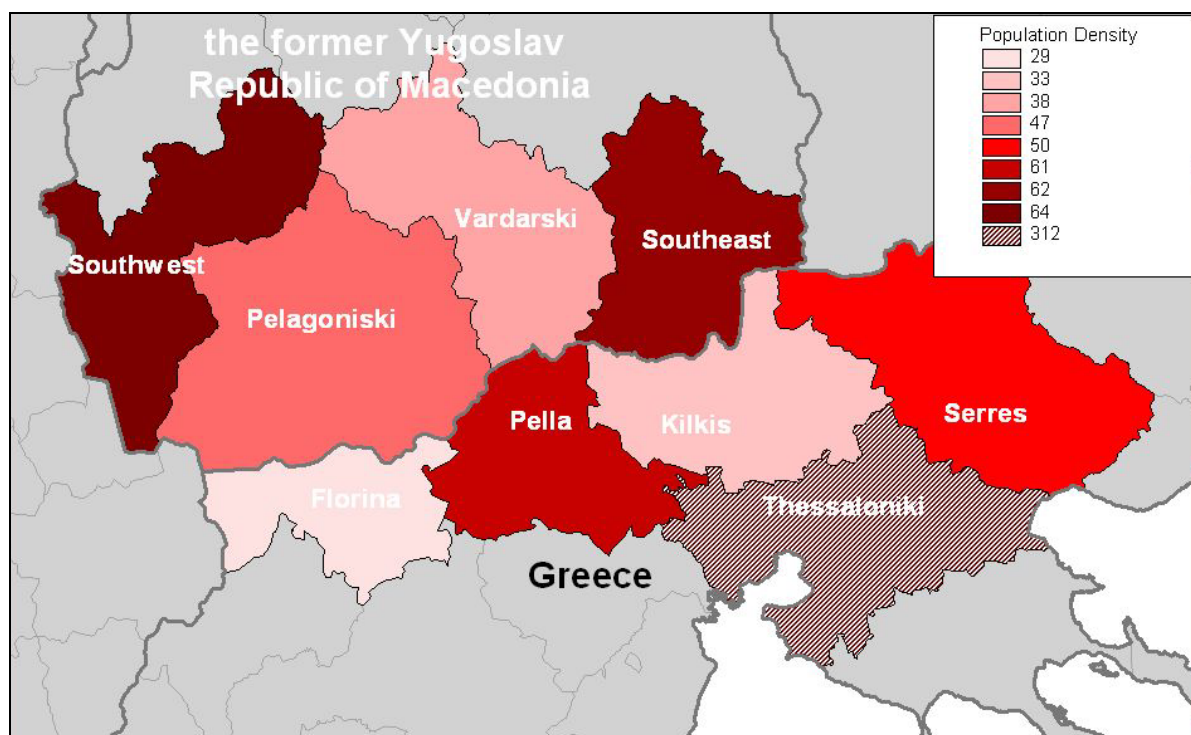 the former Yugoslav
Republic of Macedonia
Population Density
29
33
38
47
50
61
62
64
312
Vardarski
Southeast
Southwest
Pelagoniski
Pella
Kilkis
Serres
Florina
Thessaloniki
Greece